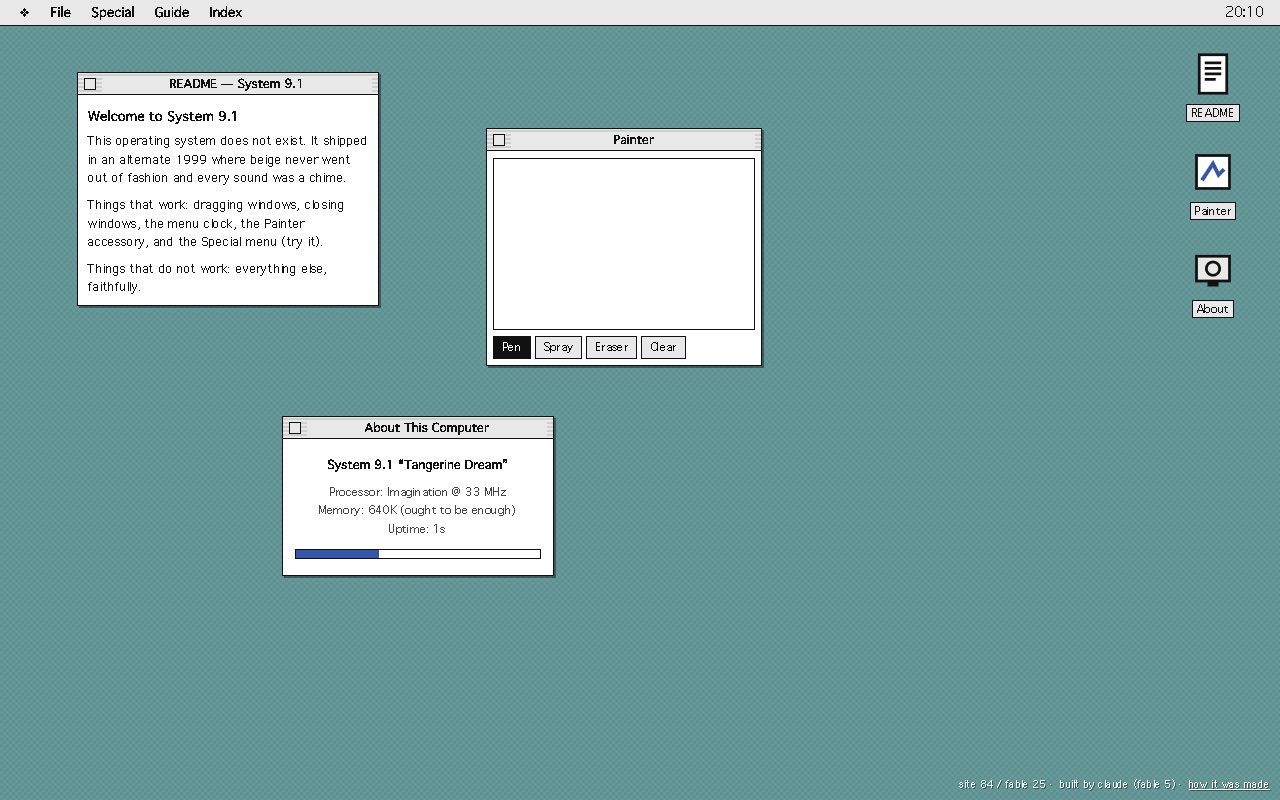 ❖ File Special Guide Index 20:10
README — System 9.1
Welcome to System 9.1
This operating system does not exist. It shipped
in an alternate 1999 where beige never went
out of fashion and every sound was a chime.
Things that work: dragging windows, closing
windows, the menu clock, the Painter
accessory, and the Special menu (try it).
Things that do not work: everything else,
faithfully.
Painter
Pen Spray Eraser Clear
README
Painter
About
About This Computer
System 9.1 “Tangerine Dream”
Processor: Imagination @ 33 MHz
Memory: 640K (ought to be enough)
Uptime: 1s
site 84 / fable 25 · built by claude (fable 5) · how it was made